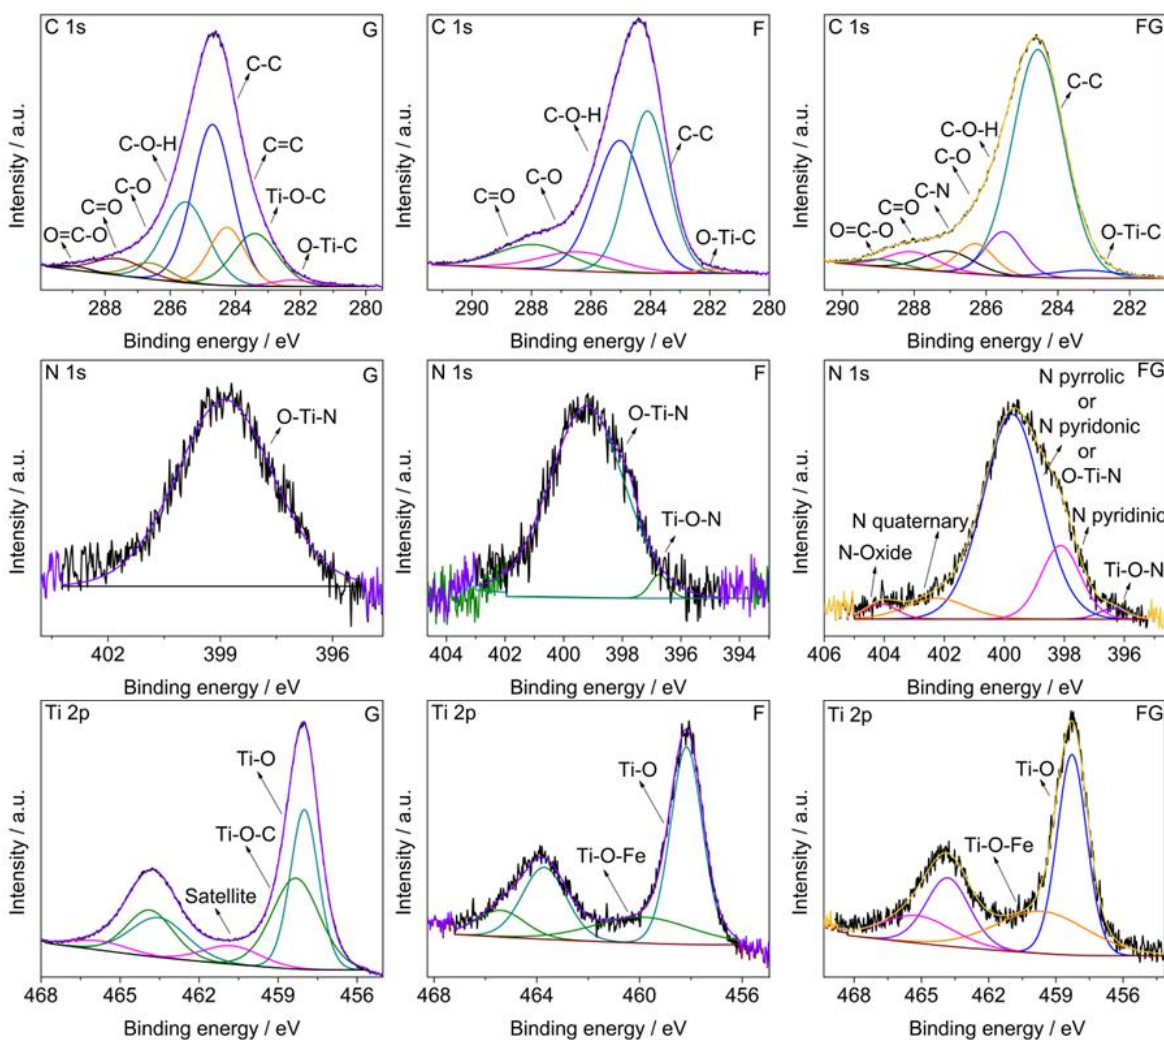 C 1s G
C-C
C-O-H
C=C
C-O
Ti-O-C
C=O
O=C-O
O-Ti-C
288 286 284 282 280
Binding energy / eV
Intensity / a.u.
C 1s F
C-O-H
C-C
C-O
C=O
O-Ti-C
290 288 286 284 282 280
Binding energy / eV
Intensity / a.u.
C 1s FG
C-C
C-O-H
C-O
C-N
C=O
O=C-O
O-Ti-C
290 288 286 284 282
Binding energy / eV
Intensity / a.u.
N 1s G
O-Ti-N
402 399 396
Binding energy / eV
Intensity / a.u.
N 1s F
O-Ti-N
Ti-O-N
406 404 402 400 398 396 394
Binding energy / eV
Intensity / a.u.
N 1s FG
N pyrrolic
or
N pyridonic
or
O-Ti-N
N pyridinic
N quaternary
N-Oxide
Ti-O-N
406 404 402 400 398 396
Binding energy / eV
Intensity / a.u.
Ti 2p G
Ti-O
Ti-O-C
Satellite
468 465 462 459 456
Binding energy / eV
Intensity / a.u.
Ti 2p F
Ti-O
Ti-O-Fe
468 464 460 456
Binding energy / eV
Intensity / a.u.
Ti 2p FG
Ti-O
Ti-O-Fe
468 465 462 459 456
Binding energy / eV
Intensity / a.u.